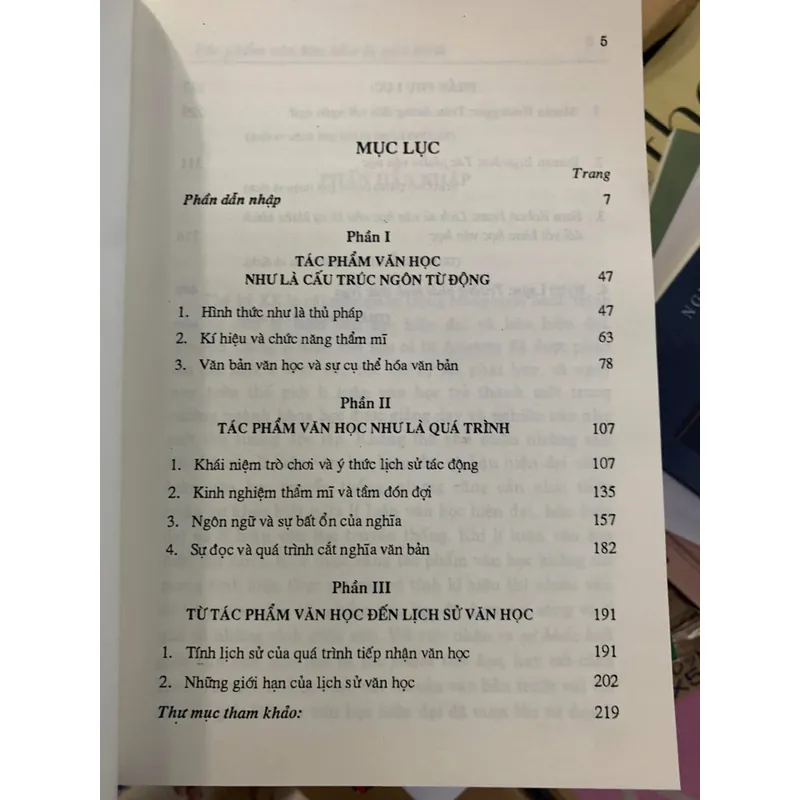 5
MỤC LỤC
Trang
Phần dẫn nhập 7
Phần I
TÁC PHẨM VĂN HỌC
NHƯ LÀ CẤU TRÚC NGÔN TỪ ĐỘNG 47
1. Hình thức như là thủ pháp 47
2. Kí hiệu và chức năng thẩm mĩ 63
3. Văn bản văn học và sự cụ thể hóa văn bản 78
Phần II
TÁC PHẨM VĂN HỌC NHƯ LÀ QUÁ TRÌNH 107
1. Khái niệm trò chơi và ý thức lịch sử tác động 107
2. Kinh nghiệm thẩm mĩ và tầm đón đợi 135
3. Ngôn ngữ và sự bất ổn của nghĩa 157
4. Sự đọc và quá trình cắt nghĩa văn bản 182
Phần III
TỪ TÁC PHẨM VĂN HỌC ĐẾN LỊCH SỬ VĂN HỌC 191
1. Tính lịch sử của quá trình tiếp nhận văn học 191
2. Những giới hạn của lịch sử văn học 202
Thư mục tham khảo: 219